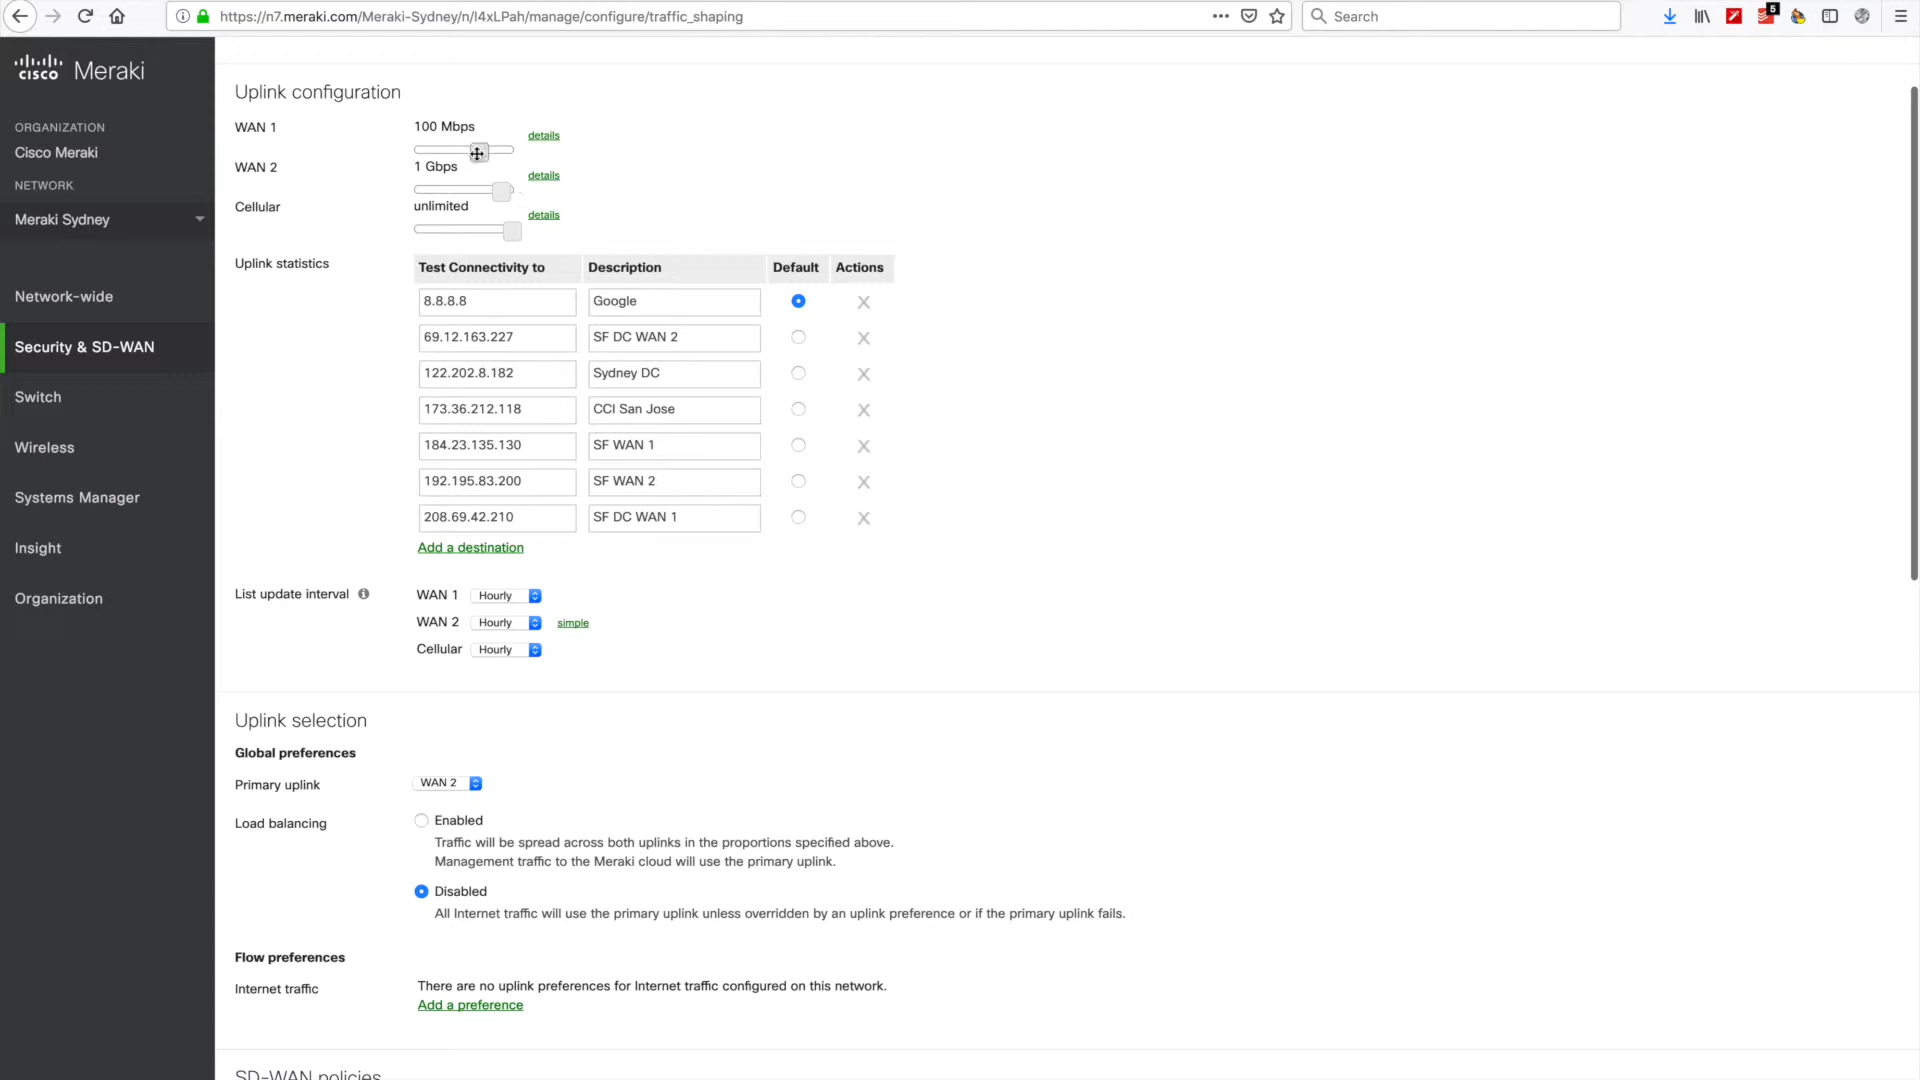 https://n7.meraki.com/Meraki-Sydney/n/I4xLPah/manage/configure/traffic_shaping
Search
5
cisco Meraki
ORGANIZATION
Cisco Meraki
NETWORK
Meraki Sydney
Network-wide
Security & SD-WAN
Switch
Wireless
Systems Manager
Insight
Organization
Uplink configuration
WAN 1 100 Mbps details
WAN 2 1 Gbps details
Cellular unlimited details
Uplink statistics
Test Connectivity to Description Default Actions
8.8.8.8 Google X
69.12.163.227 SF DC WAN 2 X
122.202.8.182 Sydney DC X
173.36.212.118 CCI San Jose X
184.23.135.130 SF WAN 1 X
192.195.83.200 SF WAN 2 X
208.69.42.210 SF DC WAN 1 X
Add a destination
List update interval WAN 1 Hourly
WAN 2 Hourly simple
Cellular Hourly
Uplink selection
Global preferences
Primary uplink WAN 2
Load balancing Enabled
Traffic will be spread across both uplinks in the proportions specified above.
Management traffic to the Meraki cloud will use the primary uplink.
Disabled
All Internet traffic will use the primary uplink unless overridden by an uplink preference or if the primary uplink fails.
Flow preferences
Internet traffic There are no uplink preferences for Internet traffic configured on this network.
Add a preference
SD-WAN policies